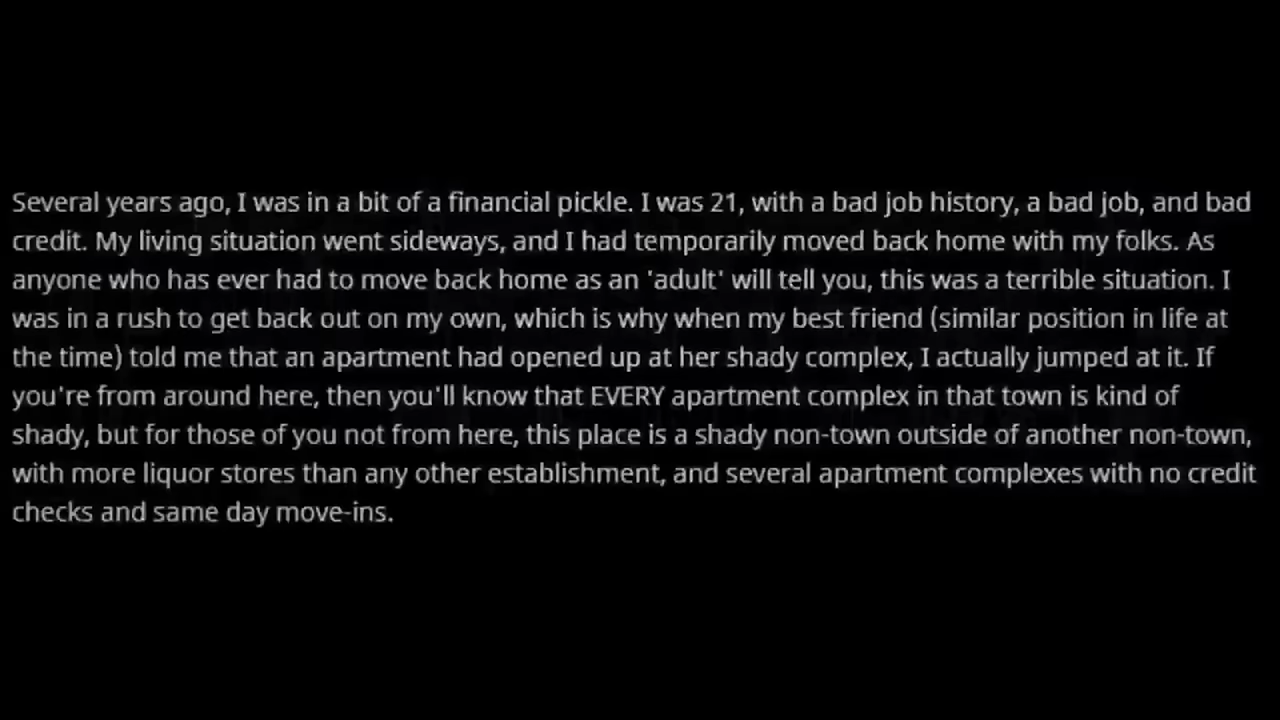 Several years ago, I was in a bit of a financial pickle. I was 21, with a bad job history, a bad job, and bad
credit. My living situation went sideways, and I had temporarily moved back home with my folks. As
anyone who has ever had to move back home as an 'adult' will tell you, this was a terrible situation. I
was in a rush to get back out on my own, which is why when my best friend (similar position in life at
the time) told me that an apartment had opened up at her shady complex, I actually jumped at it. If
you're from around here, then you'll know that EVERY apartment complex in that town is kind of
shady, but for those of you not from here, this place is a shady non-town outside of another non-town,
with more liquor stores than any other establishment, and several apartment complexes with no credit
checks and same day move-ins.